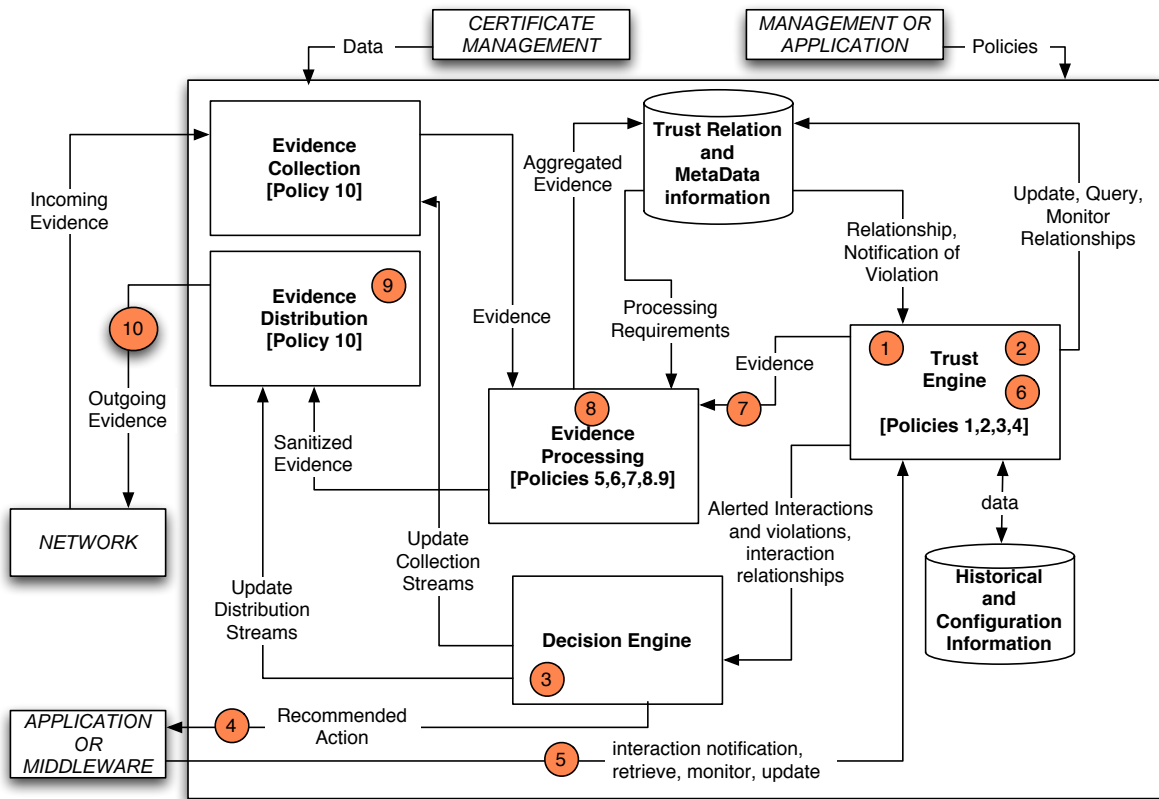 CERTIFICATE
MANAGEMENT
MANAGEMENT OR
APPLICATION
Data
Policies
Evidence
Collection
[Policy 10]
Trust Relation
and
MetaData
information
Incoming
Evidence
Aggregated
Evidence
Update, Query,
Monitor
Relationships
Relationship,
Notification of
Violation
Evidence
Distribution
[Policy 10]
9
10
Outgoing
Evidence
Evidence
Processing
Requirements
Evidence
7
1
2
Trust
Engine
6
[Policies 1,2,3,4]
8
Evidence
Processing
[Policies 5,6,7,8.9]
Sanitized
Evidence
NETWORK
Alerted Interactions
and violations,
interaction
relationships
data
Update
Collection
Streams
Update
Distribution
Streams
Historical
and
Configuration
Information
Decision Engine
3
APPLICATION
OR
MIDDLEWARE
4
Recommended
Action
5
interaction notification,
retrieve, monitor, update